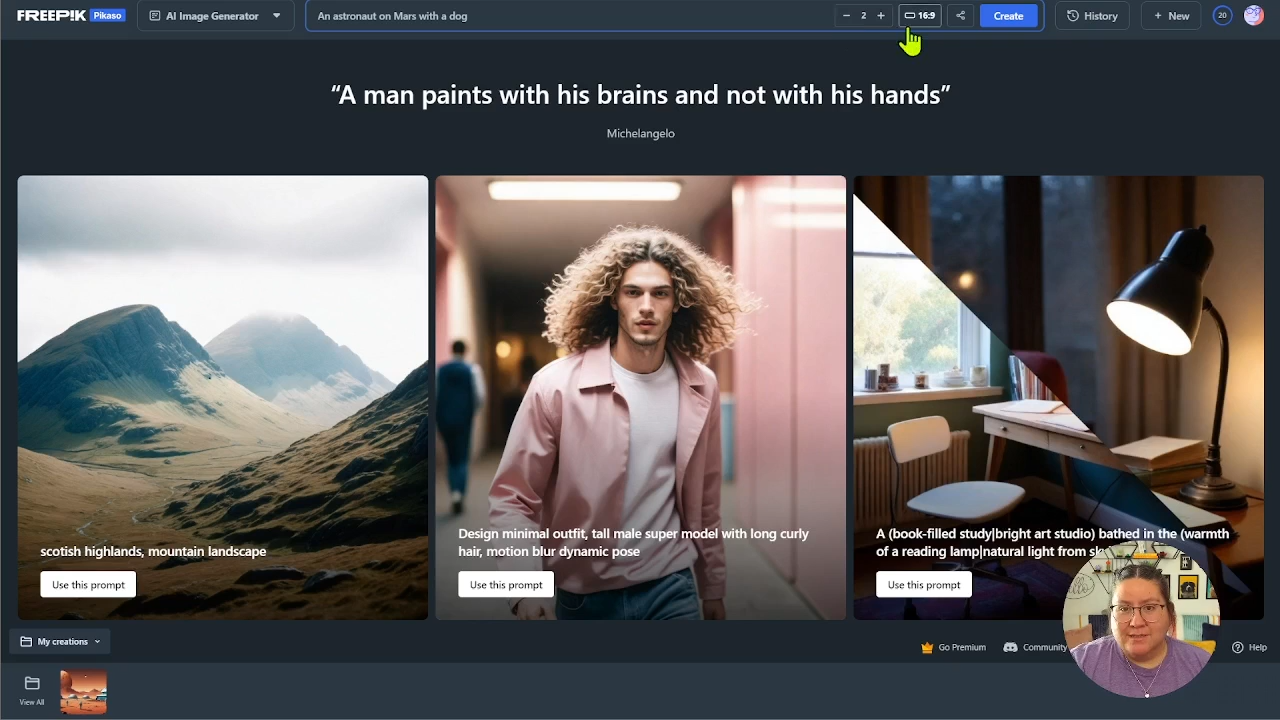 FREEPIK Pikaso
AI Image Generator
An astronaut on Mars with a dog
− 2 +
16:9
Create
History
+ New
20
“A man paints with his brains and not with his hands”
Michelangelo
scotish highlands, mountain landscape
Use this prompt
Design minimal outfit, tall male super model with long curly
hair, motion blur dynamic pose
Use this prompt
A (book-filled study|bright art studio) bathed in the (warmth
of a reading lamp|natural light from
Use this prompt
My creations
Go Premium
Community
Help
View All